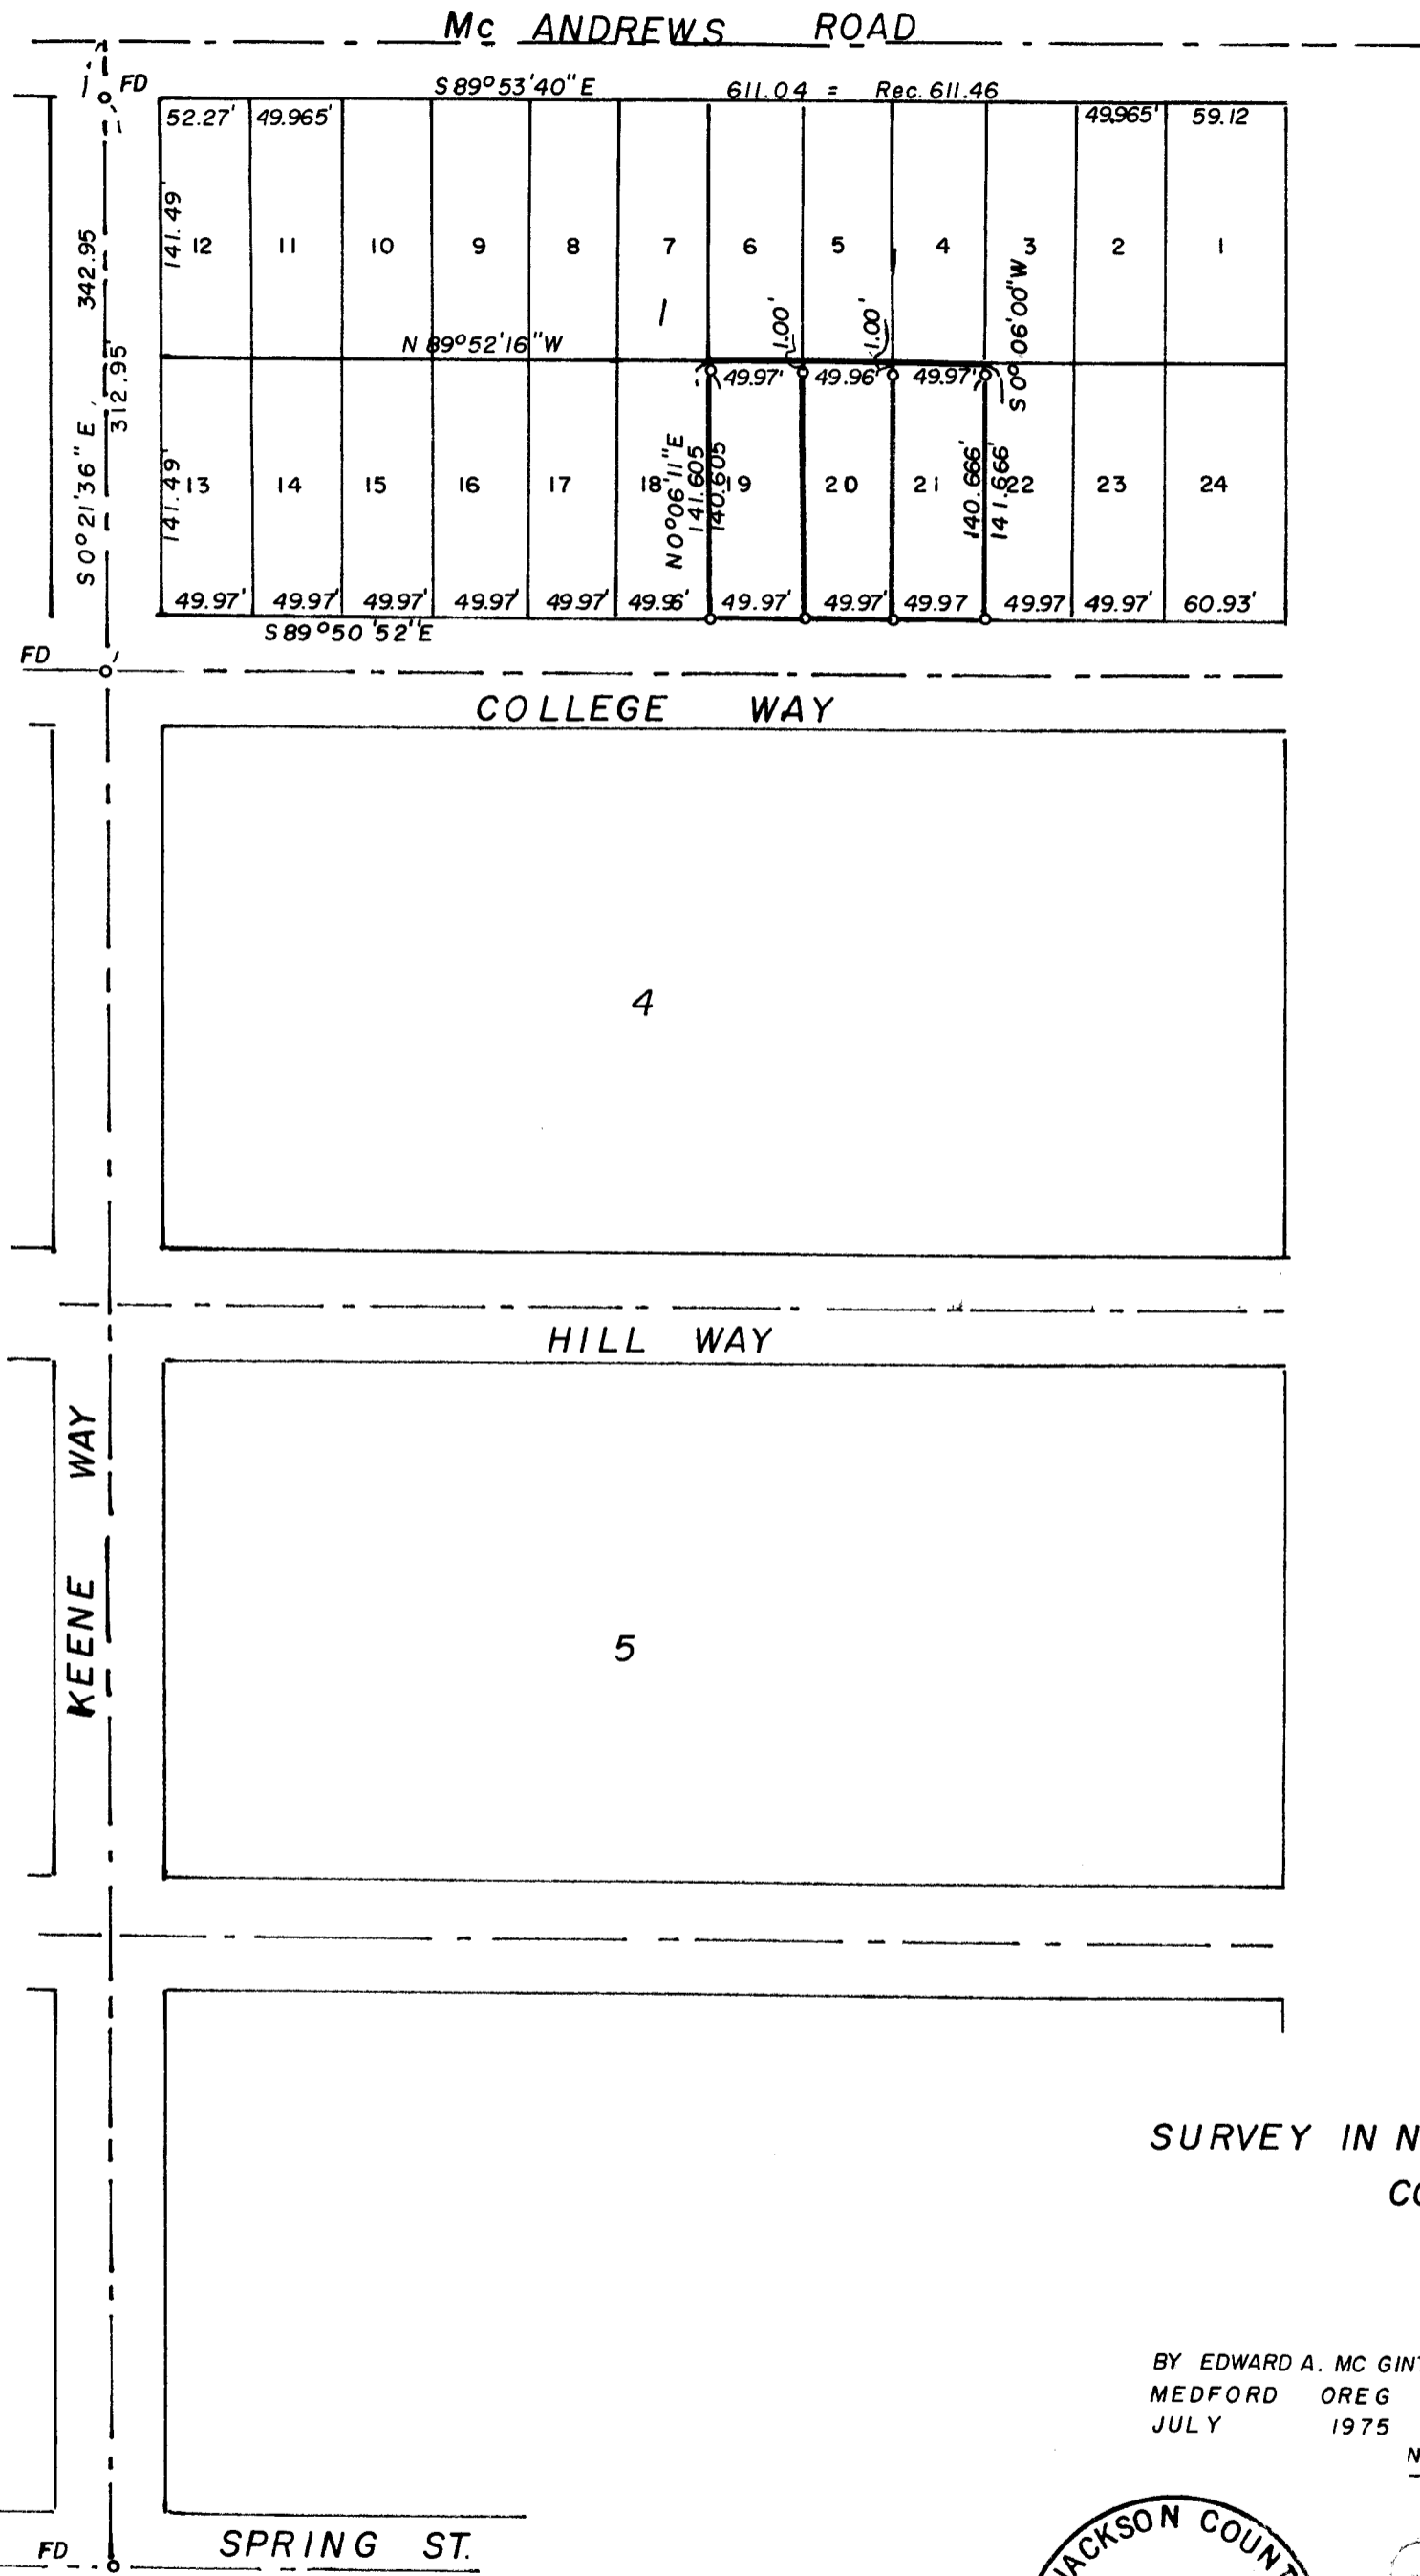 Mc ANDREWS ROAD
FD
S 89° 53' 40" E 611.04 = Rec. 611.46
52.27' 49.965' 49.965' 59.12
141.49'
12 11 10 9 8 7 6 5 4 3 2 1
342.95
312.95'
S 0° 21' 36" E
1
1.00' 1.00'
S 0° 06' 00" W
N 89° 52' 16" W
49.97' 49.96' 49.97'
141.49'
13 14 15 16 17 18 19 20 21 22 23 24
N 0° 06' 11" E
141.605
140.605
140.666'
141.666'
49.97' 49.97' 49.97' 49.97' 49.97' 49.96' 49.97' 49.97' 49.97 49.97 49.97' 60.93'
S 89° 50' 52" E
FD
COLLEGE WAY
4
HILL WAY
KEENE WAY
5
SURVEY IN N
CO
BY EDWARD A. MC GIN
MEDFORD OREG
JULY 1975
N
JACKSON COUNT
FD
SPRING ST.